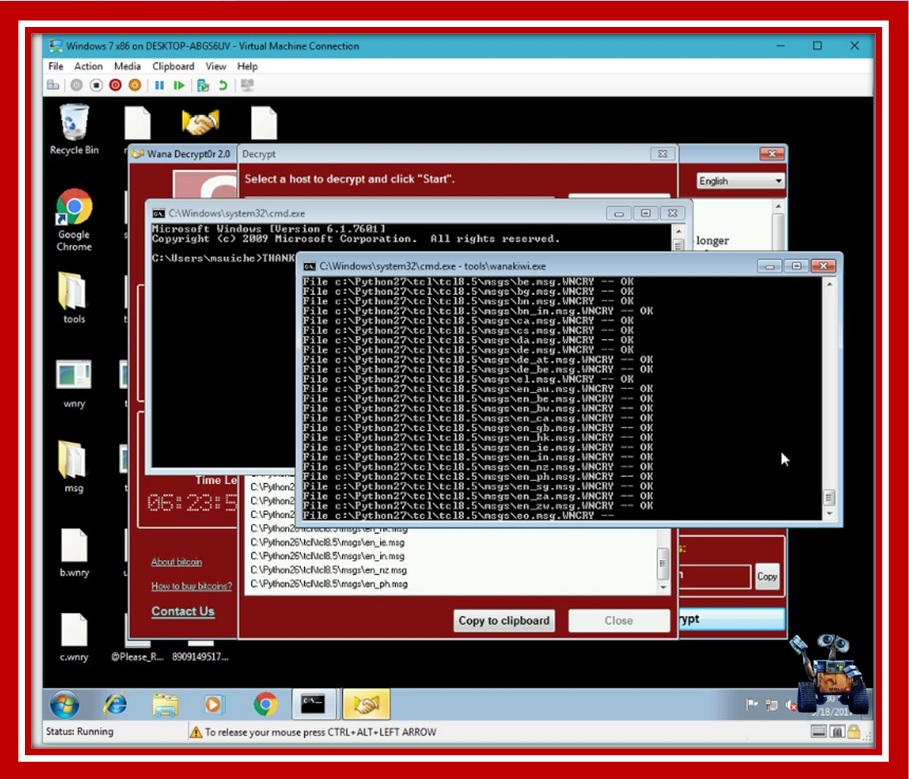 Windows 7 x86 on DESKTOP-ABGS6UV - Virtual Machine Connection
File Action Media Clipboard View Help
Recycle Bin
Wana Decrypt0r 2.0
Decrypt
Select a host to decrypt and click "Start".
English
C:\Windows\system32\cmd.exe
Microsoft Windows [Version 6.1.7601]
Copyright (c) 2009 Microsoft Corporation. All rights reserved.
longer
Google Chrome
C:\Users\msuiche>THANK
C:\Windows\system32\cmd.exe - tools\wanakiwi.exe
File c:\Python27\tcl\tcl8.5\msgs\be.msg.WNCRY -- OK
File c:\Python27\tcl\tcl8.5\msgs\bg.msg.WNCRY -- OK
File c:\Python27\tcl\tcl8.5\msgs\bn.msg.WNCRY -- OK
File c:\Python27\tcl\tcl8.5\msgs\bn_in.msg.WNCRY -- OK
File c:\Python27\tcl\tcl8.5\msgs\ca.msg.WNCRY -- OK
File c:\Python27\tcl\tcl8.5\msgs\cs.msg.WNCRY -- OK
File c:\Python27\tcl\tcl8.5\msgs\da.msg.WNCRY -- OK
File c:\Python27\tcl\tcl8.5\msgs\de.msg.WNCRY -- OK
File c:\Python27\tcl\tcl8.5\msgs\de_at.msg.WNCRY -- OK
File c:\Python27\tcl\tcl8.5\msgs\de_be.msg.WNCRY -- OK
File c:\Python27\tcl\tcl8.5\msgs\el.msg.WNCRY -- OK
File c:\Python27\tcl\tcl8.5\msgs\en_au.msg.WNCRY -- OK
File c:\Python27\tcl\tcl8.5\msgs\en_be.msg.WNCRY -- OK
File c:\Python27\tcl\tcl8.5\msgs\en_bw.msg.WNCRY -- OK
File c:\Python27\tcl\tcl8.5\msgs\en_ca.msg.WNCRY -- OK
File c:\Python27\tcl\tcl8.5\msgs\en_gb.msg.WNCRY -- OK
File c:\Python27\tcl\tcl8.5\msgs\en_hk.msg.WNCRY -- OK
File c:\Python27\tcl\tcl8.5\msgs\en_ie.msg.WNCRY -- OK
File c:\Python27\tcl\tcl8.5\msgs\en_in.msg.WNCRY -- OK
File c:\Python27\tcl\tcl8.5\msgs\en_nz.msg.WNCRY -- OK
File c:\Python27\tcl\tcl8.5\msgs\en_ph.msg.WNCRY -- OK
File c:\Python27\tcl\tcl8.5\msgs\en_sg.msg.WNCRY -- OK
File c:\Python27\tcl\tcl8.5\msgs\en_za.msg.WNCRY -- OK
File c:\Python27\tcl\tcl8.5\msgs\en_zw.msg.WNCRY -- OK
File c:\Python27\tcl\tcl8.5\msgs\eo.msg.WNCRY --
tools
wnry
msg
Time Le
06:23:5
C:\Python2
C:\Python2
C:\Python2
C:\Python26\tcl\tcl8.5\msgs\en_hk.msg
C:\Python26\tcl\tcl8.5\msgs\en_ie.msg
C:\Python26\tcl\tcl8.5\msgs\en_in.msg
C:\Python26\tcl\tcl8.5\msgs\en_nz.msg
C:\Python26\tcl\tcl8.5\msgs\en_ph.msg
b.wnry
About bitcoin
How to buy bitcoins?
Contact Us
Copy
Copy to clipboard
Close
rypt
c.wnry
@Please_R...
8909149517...
Status: Running
To release your mouse press CTRL+ALT+LEFT ARROW